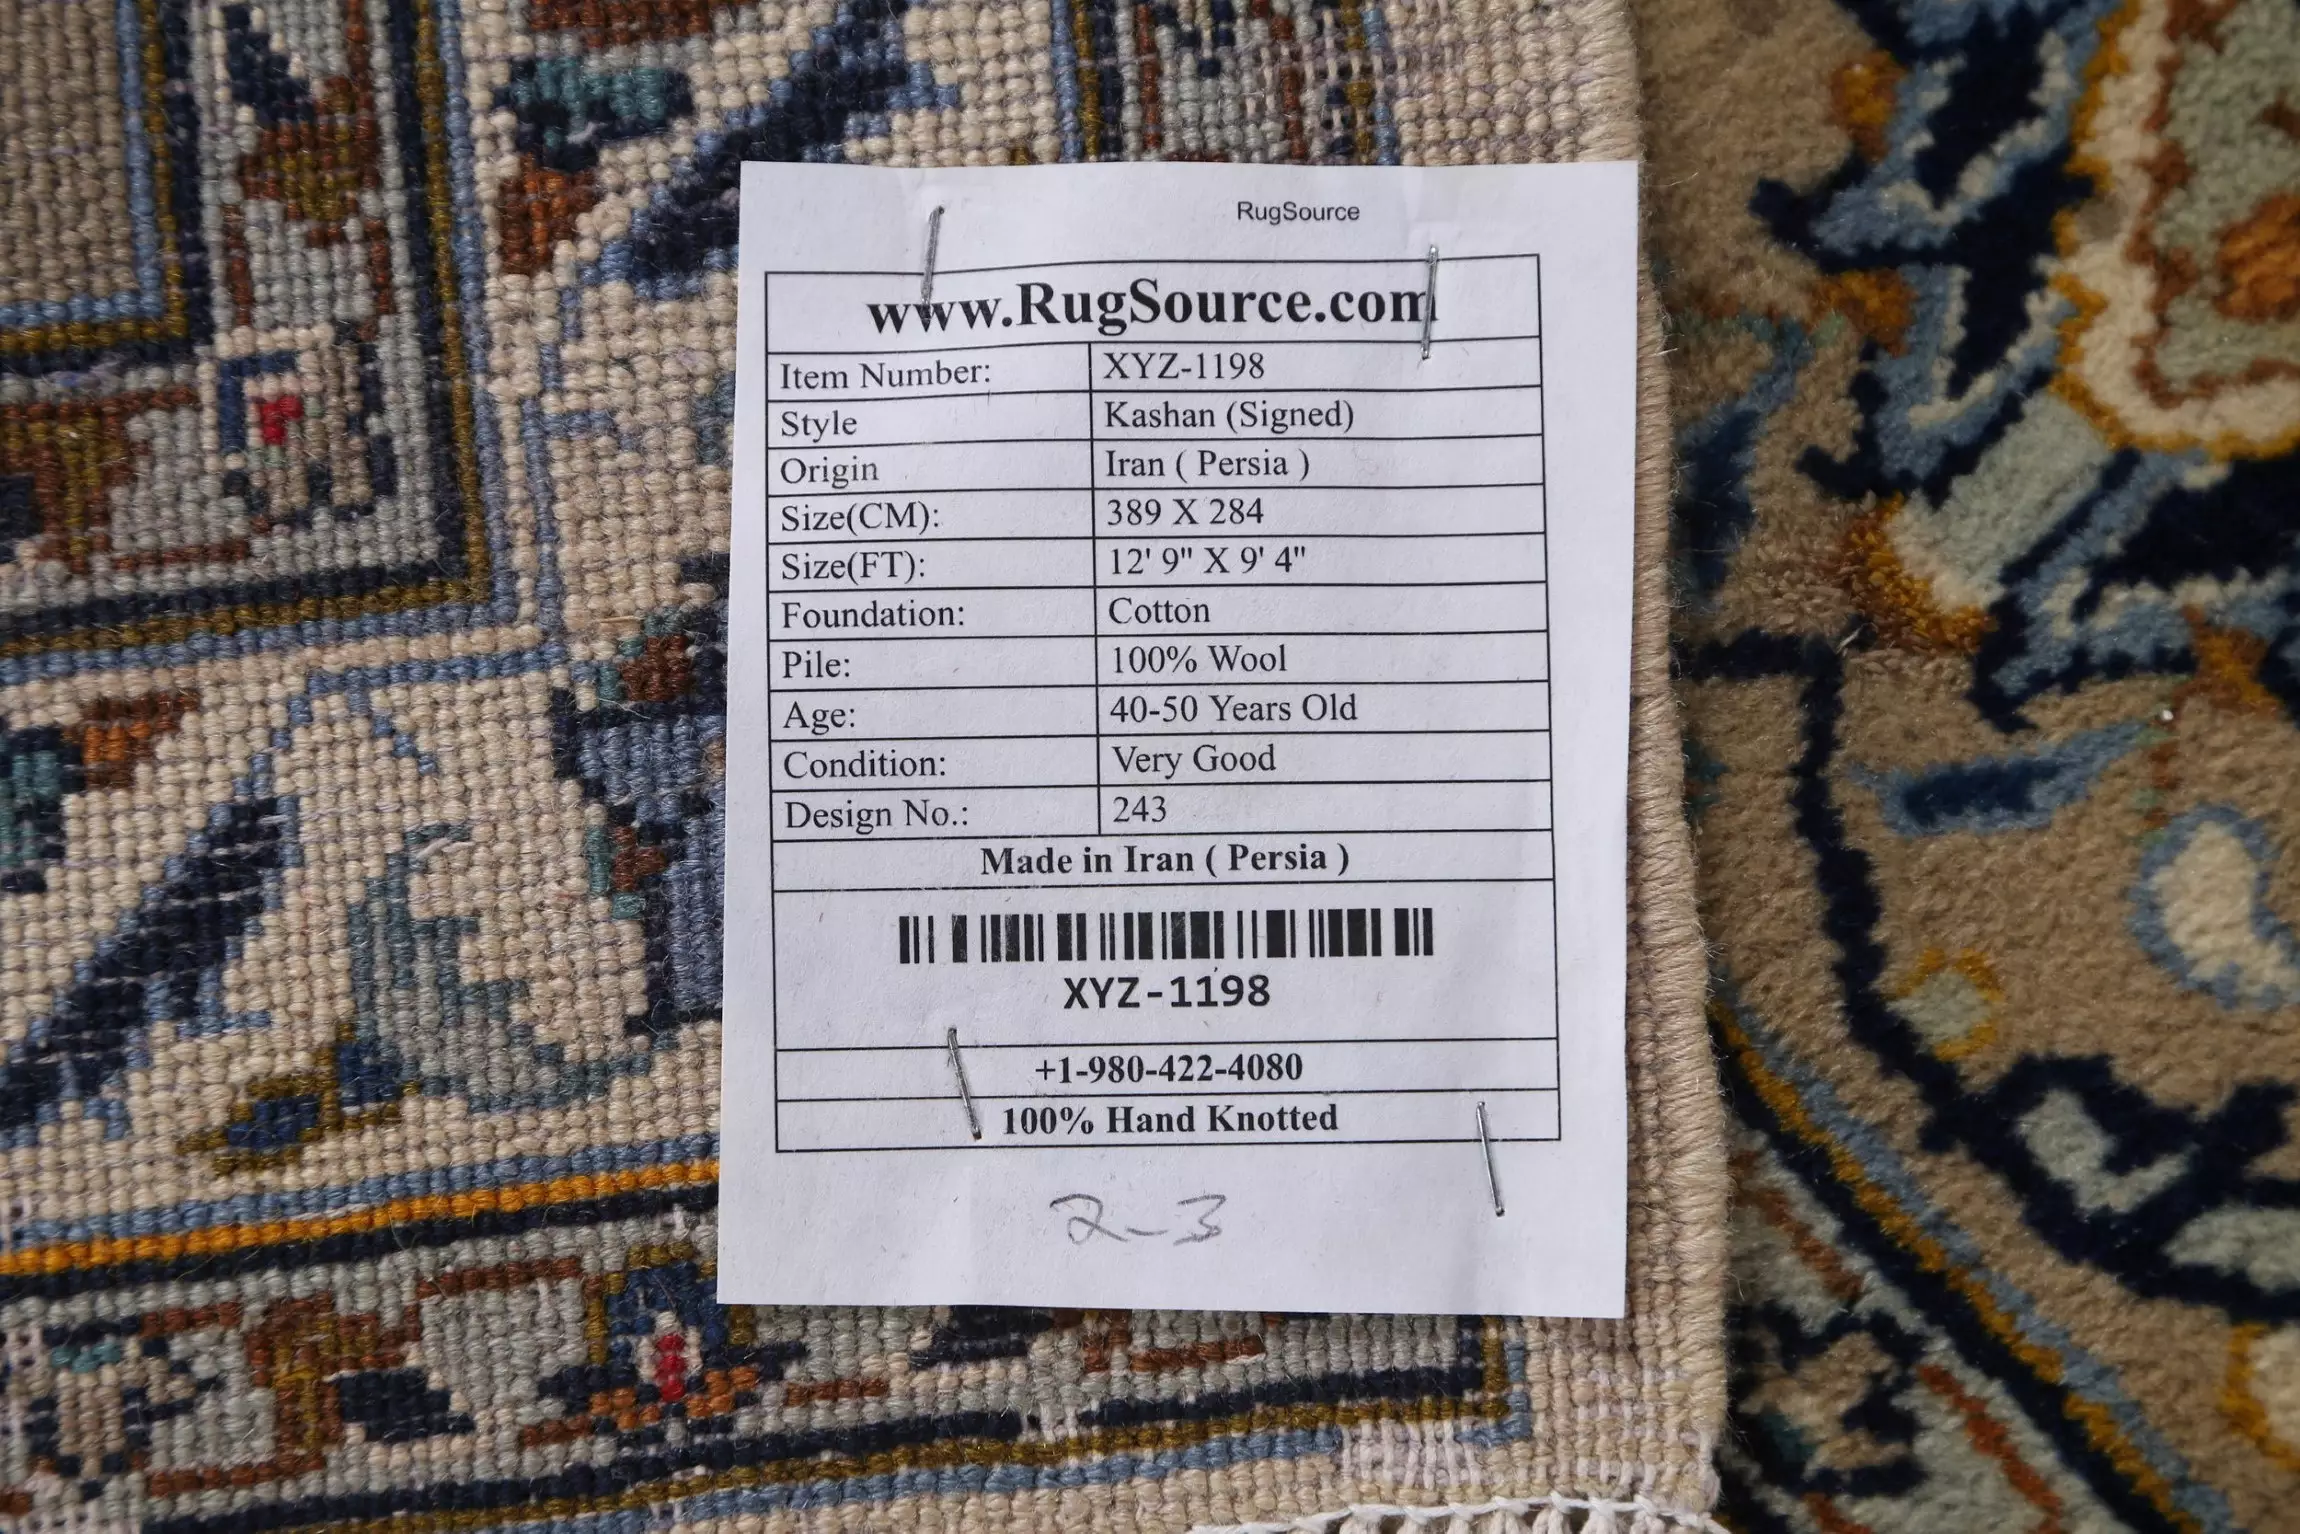 RugSource
www.RugSource.com
Item Number: XYZ-1198
Style Kashan (Signed)
Origin Iran ( Persia )
Size(CM): 389 X 284
Size(FT): 12' 9" X 9' 4"
Foundation: Cotton
Pile: 100% Wool
Age: 40-50 Years Old
Condition: Very Good
Design No.: 243
Made in Iran ( Persia )
XYZ-1198
+1-980-422-4080
100% Hand Knotted
2-3